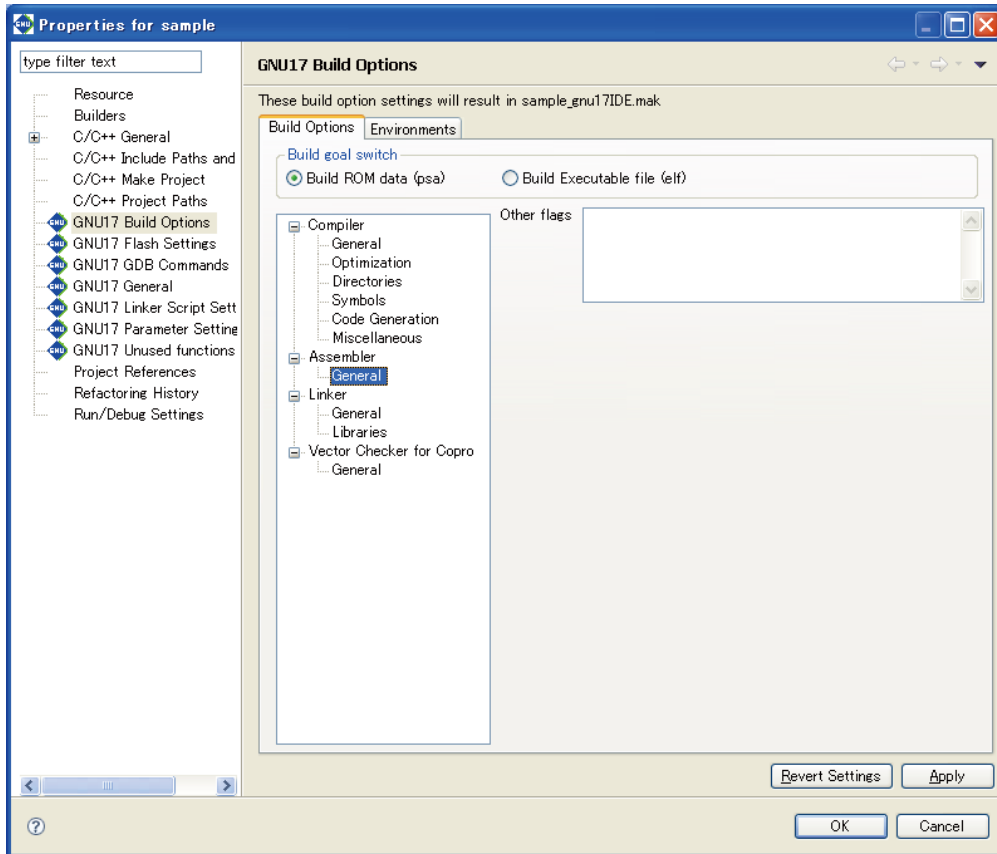 Properties for sample
type filter text
GNU17 Build Options
Resource
Builders
C/C++ General
C/C++ Include Paths and
C/C++ Make Project
C/C++ Project Paths
GNU17 Build Options
GNU17 Flash Settings
GNU17 GDB Commands
GNU17 General
GNU17 Linker Script Sett
GNU17 Parameter Setting
GNU17 Unused functions
Project References
Refactoring History
Run/Debug Settings
These build option settings will result in sample_gnu17IDE.mak
Build Options
Environments
Build goal switch
Build ROM data (psa)
Build Executable file (elf)
Compiler
General
Optimization
Directories
Symbols
Code Generation
Miscellaneous
Assembler
General
Linker
General
Libraries
Vector Checker for Copro
General
Other flags
Revert Settings
Apply
OK
Cancel